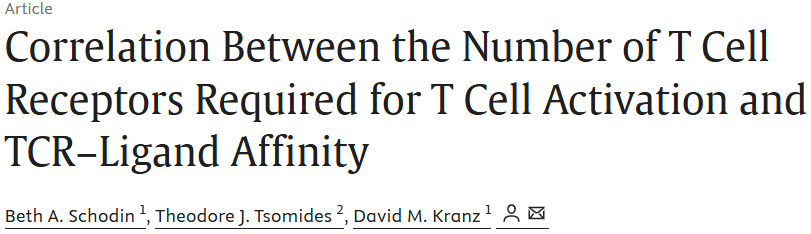 Article
Correlation Between the Number of T Cell
Receptors Required for T Cell Activation and
TCR–Ligand Affinity
Beth A. Schodin 1, Theodore J. Tsomides 2, David M. Kranz 1